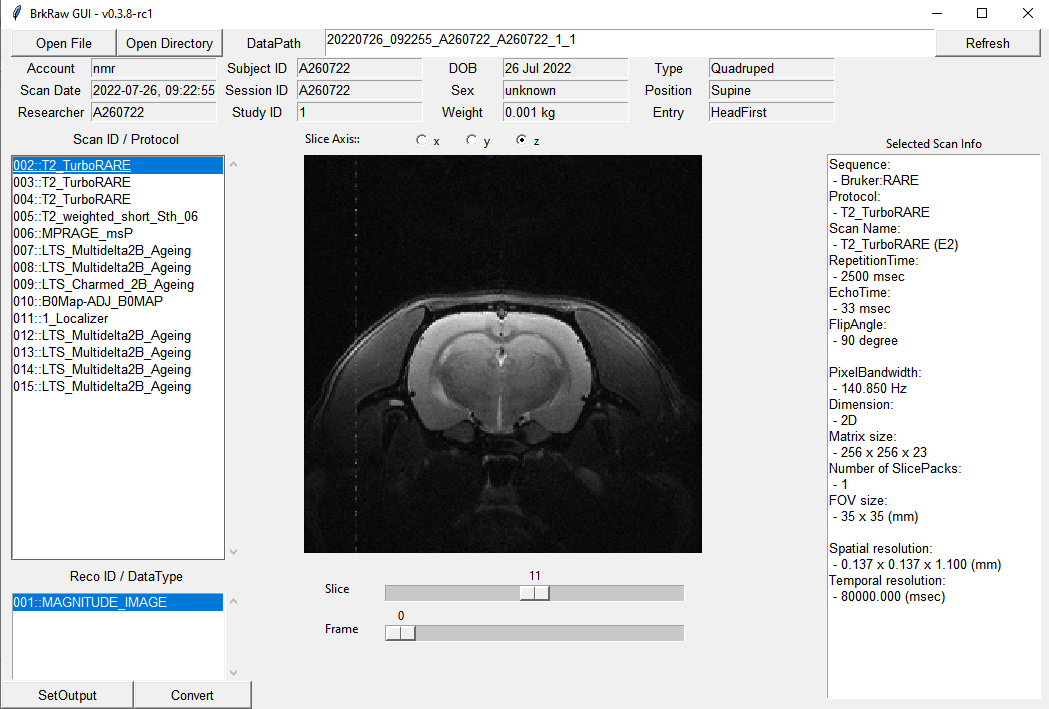 BrkRaw GUI - v0.3.8-rc1
Open File Open Directory DataPath 20220726_092255_A260722_A260722_1_1 Refresh
Account nmr Subject ID A260722 DOB 26 Jul 2022 Type Quadruped
Scan Date 2022-07-26, 09:22:55 Session ID A260722 Sex unknown Position Supine
Researcher A260722 Study ID 1 Weight 0.001 kg Entry HeadFirst
Scan ID / Protocol
002::T2_TurboRARE
003::T2_TurboRARE
004::T2_TurboRARE
005::T2_weighted_short_Sth_06
006::MPRAGE_msP
007::LTS_Multidelta2B_Ageing
008::LTS_Multidelta2B_Ageing
009::LTS_Charmed_2B_Ageing
010::B0Map-ADJ_B0MAP
011::1_Localizer
012::LTS_Multidelta2B_Ageing
013::LTS_Multidelta2B_Ageing
014::LTS_Multidelta2B_Ageing
015::LTS_Multidelta2B_Ageing
Reco ID / DataType
001::MAGNITUDE_IMAGE
SetOutput Convert
Slice Axis:: x y z
11
Slice
0
Frame
Selected Scan Info
Sequence:
- Bruker:RARE
Protocol:
- T2_TurboRARE
Scan Name:
- T2_TurboRARE (E2)
RepetitionTime:
- 2500 msec
EchoTime:
- 33 msec
FlipAngle:
- 90 degree
PixelBandwidth:
- 140.850 Hz
Dimension:
- 2D
Matrix size:
- 256 x 256 x 23
Number of SlicePacks:
- 1
FOV size:
- 35 x 35 (mm)
Spatial resolution:
- 0.137 x 0.137 x 1.100 (mm)
Temporal resolution:
- 80000.000 (msec)